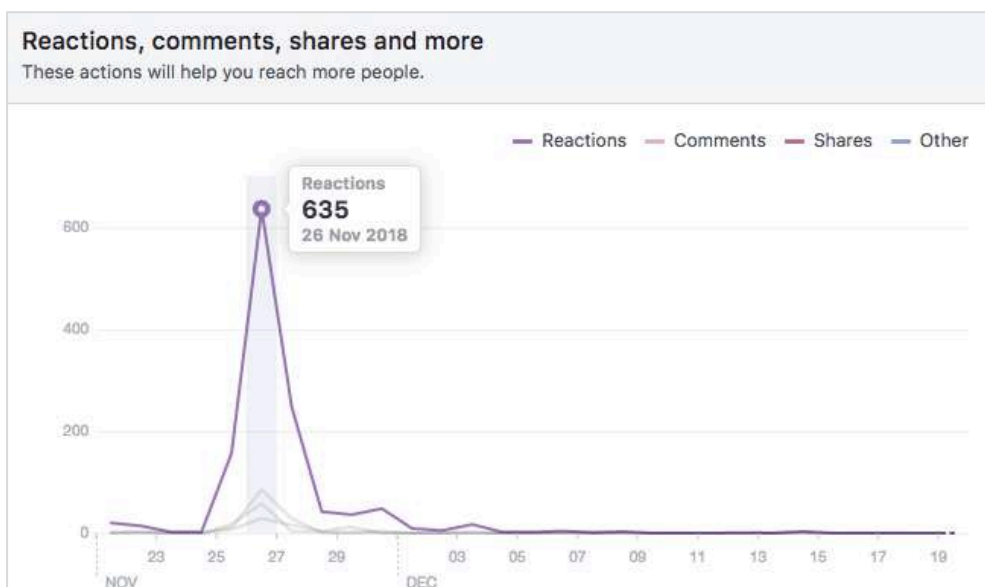 Reactions, comments, shares and more
These actions will help you reach more people.
Reactions Comments Shares Other
Reactions
635
26 Nov 2018
600
400
200
0
23 25 27 29 03 05 07 09 11 13 15 17 19
NOV DEC